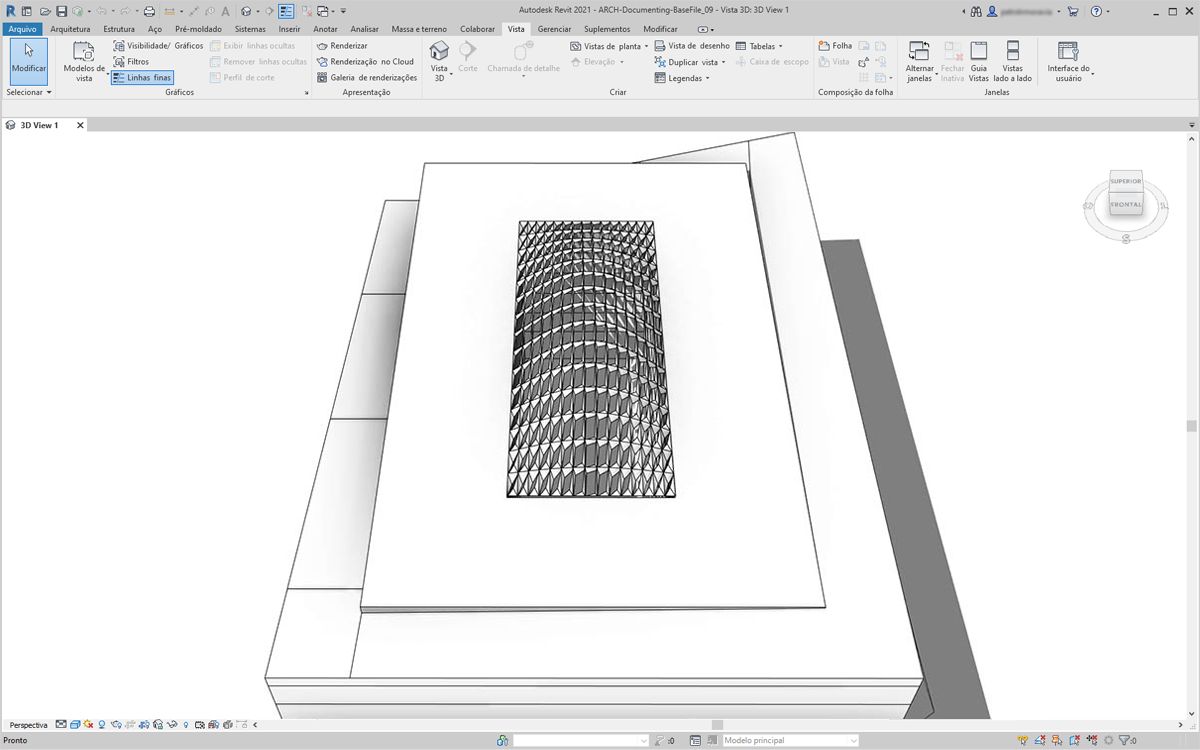 Autodesk Revit 2021 - ARCH-Documenting-BaseFile_09 - Vista 3D: 3D View 1
Arquivo Arquitetura Estrutura Aço Pré-moldado Sistemas Inserir Anotar Analisar Massa e terreno Colaborar Vista Gerenciar Suplementos Modificar
Modificar
Selecionar
Modelos de vista
Visibilidade/ Gráficos
Filtros
Linhas finas
Exibir linhas ocultas
Remover linhas ocultas
Perfil de corte
Gráficos
Renderizar
Renderização no Cloud
Galeria de renderizações
Apresentação
Vista 3D
Corte
Chamada de detalhe
Vistas de planta
Elevação
Vista de desenho
Duplicar vista
Legendas
Tabelas
Caixa de escopo
Criar
Folha
Vista
Composição da folha
Alternar janelas
Fechar Inativa
Guia Vistas
Vistas lado a lado
Janelas
Interface do usuário
3D View 1
SUPERIOR
FRONTAL
S
Perspectiva
Pronto
:0
Modelo principal
:0